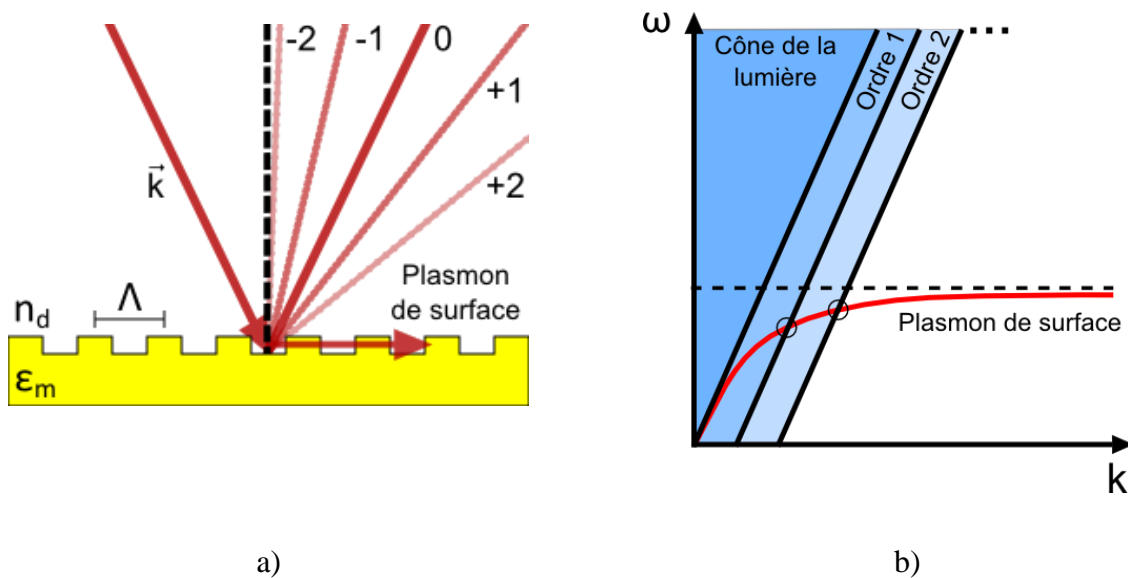 -2
-1
0
+1
+2
k
Plasmon
de surface
n_d
Λ
ε_m
a)
ω
Cône de la
lumière
Ordre 1
Ordre 2
...
Plasmon de surface
k
b)